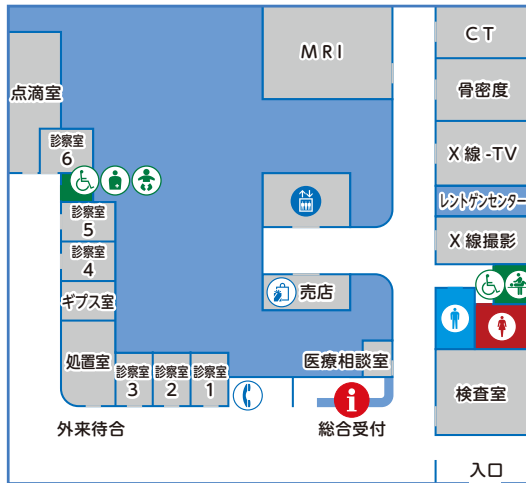 CT
MRI
骨密度
点滴室
診察室
6
X線-TV
レントゲンセンター
診察室
5
X線撮影
診察室
4
売店
ギプス室
医療相談室
処置室
診察室
3
診察室
2
診察室
1
検査室
i
外来待合
総合受付
入口